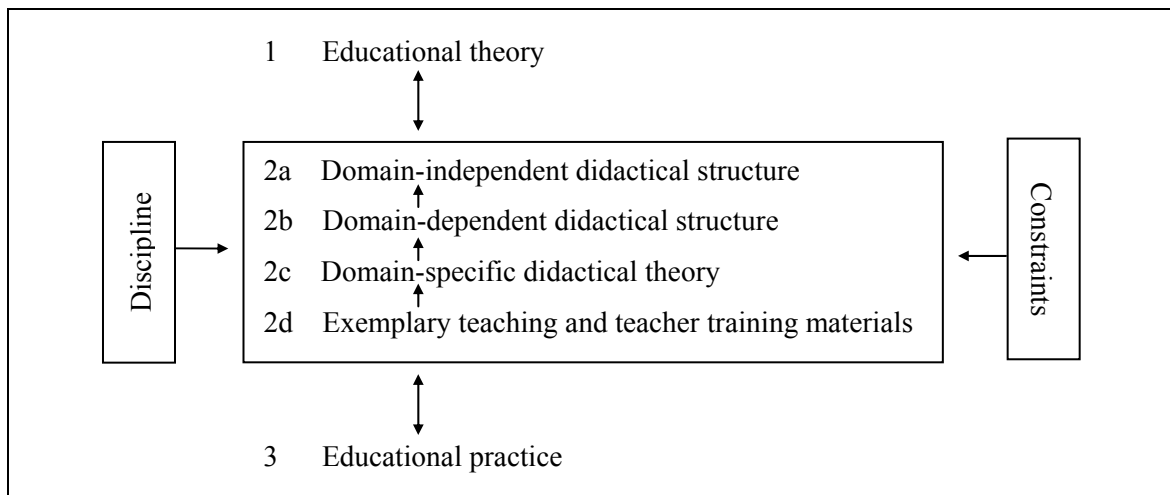 1 Educational theory
Discipline
2a Domain-independent didactical structure
2b Domain-dependent didactical structure
2c Domain-specific didactical theory
2d Exemplary teaching and teacher training materials
Constraints
3 Educational practice